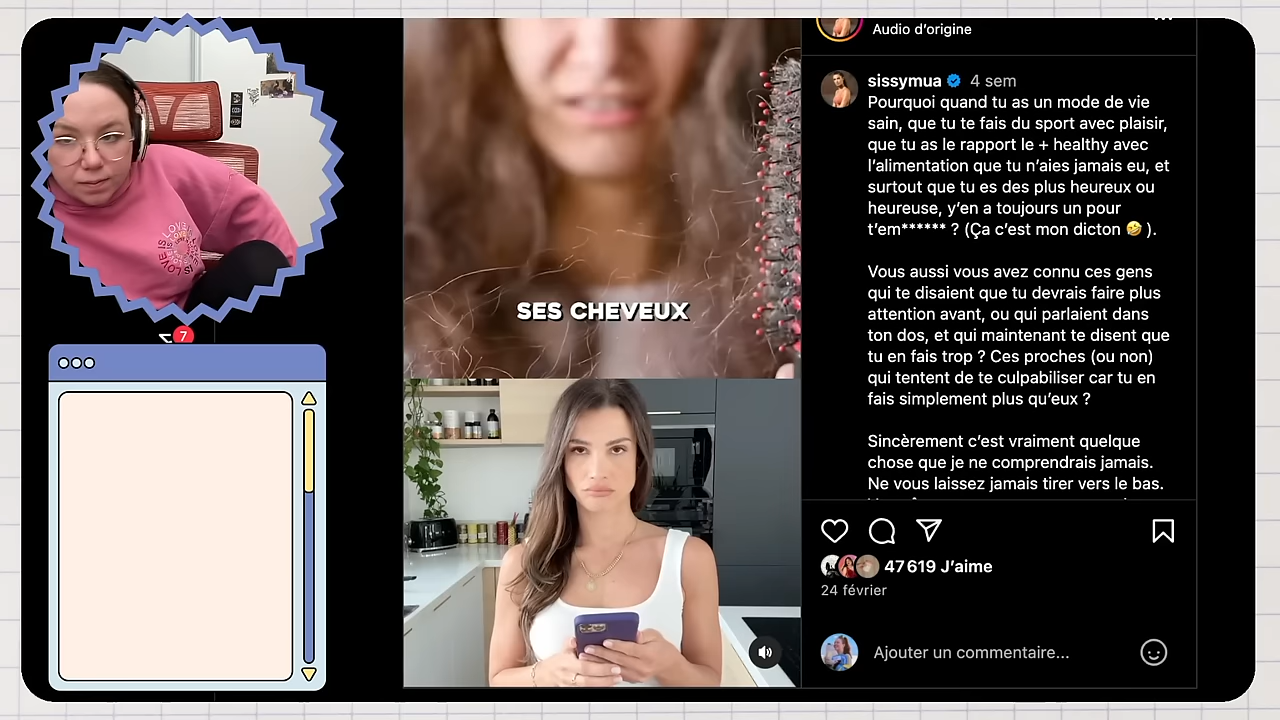 Audio d'origine
sissymua 4 sem
Pourquoi quand tu as un mode de vie
sain, que tu te fais du sport avec plaisir,
que tu as le rapport le + healthy avec
l'alimentation que tu n'aies jamais eu, et
surtout que tu es des plus heureux ou
heureuse, y'en a toujours un pour
t'em****** ? (Ça c'est mon dicton 🤣 ).
Vous aussi vous avez connu ces gens
qui te disaient que tu devrais faire plus
attention avant, ou qui parlaient dans
ton dos, et qui maintenant te disent que
tu en fais trop ? Ces proches (ou non)
qui tentent de te culpabiliser car tu en
fais simplement plus qu'eux ?
Sincèrement c'est vraiment quelque
chose que je ne comprendrais jamais.
Ne vous laissez jamais tirer vers le bas.
47 619 J'aime
24 février
Ajouter un commentaire...
SES CHEVEUX
7
LOVE IS LOVE IS LOVE